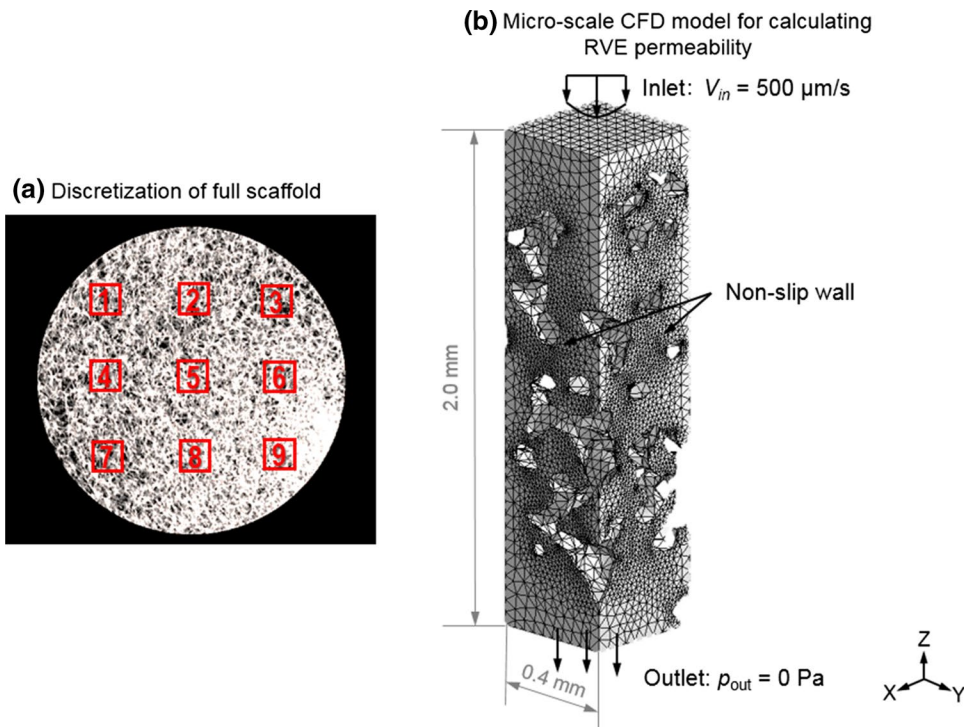 (a) Discretization of full scaffold
1
2
3
4
5
6
7
8
9
(b) Micro-scale CFD model for calculating
RVE permeability
Inlet: Vin = 500 μm/s
Non-slip wall
2.0 mm
0.4 mm
Outlet: pout = 0 Pa
Z
X
Y